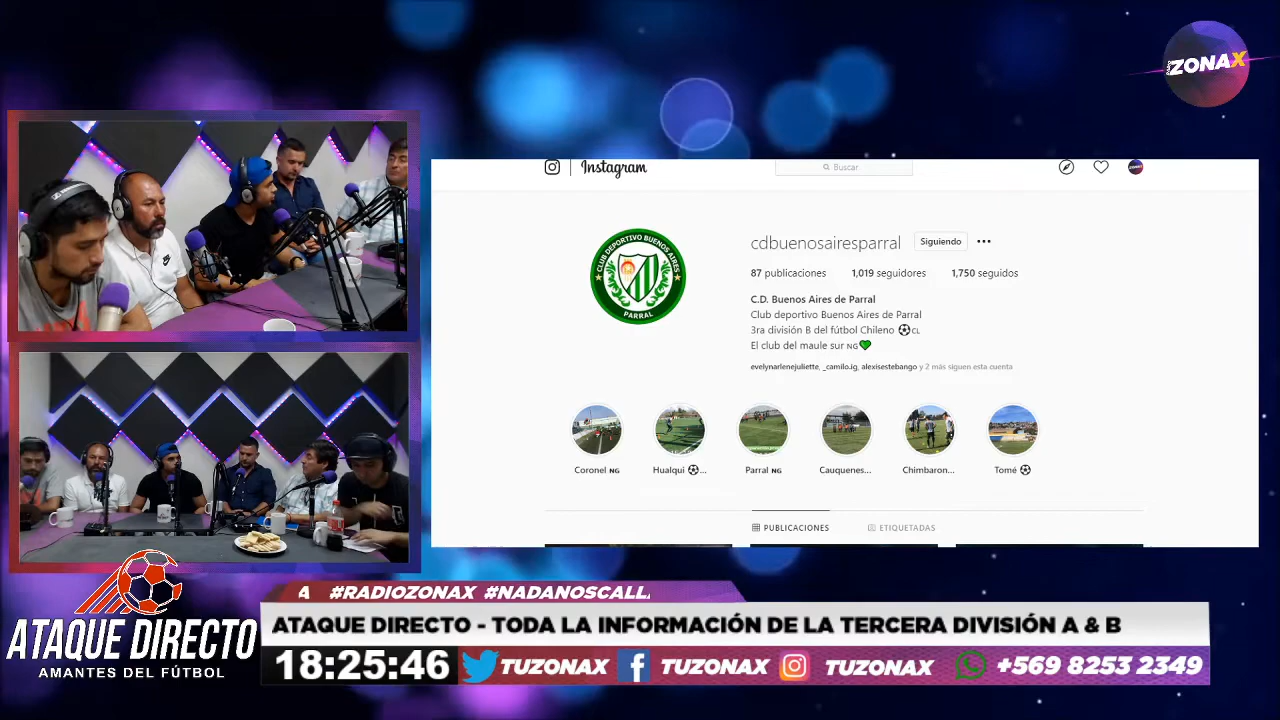 ZONAX
Instagram
Buscar
CLUB DEPORTIVO BUENOS AIRES
PARRAL
cdbuenosairesparral
Siguiendo
87 publicaciones
1,019 seguidores
1,750 seguidos
C.D. Buenos Aires de Parral
Club deportivo Buenos Aires de Parral
3ra división B del fútbol Chileno ⚽CL
El club del maule sur NG💚
evelynarlenejuliette, _camilo.ig, alexisestebango y 2 más siguen esta cuenta
Coronel NG
Hualqui ⚽...
Parral NG
Cauquenes...
Chimbaron...
Tomé ⚽
PUBLICACIONES
ETIQUETADAS
A #RADIOZONAX #NADANOSCALL
ATAQUE DIRECTO - TODA LA INFORMACIÓN DE LA TERCERA DIVISIÓN A & B
ATAQUE DIRECTO
AMANTES DEL FÚTBOL
18:25:46
TUZONAX
TUZONAX
TUZONAX
+569 8253 2349